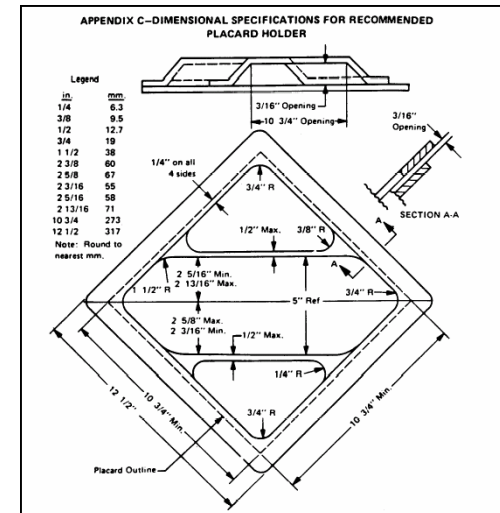 APPENDIX C–DIMENSIONAL SPECIFICATIONS FOR RECOMMENDED
PLACARD HOLDER
Legend
in. mm.
1/4 6.3
3/8 9.5
1/2 12.7
3/4 19
1 1/2 38
2 3/8 60
2 5/8 67
2 3/16 55
2 5/16 58
2 13/16 71
10 3/4 273
12 1/2 317
Note: Round to
nearest mm.
3/16" Opening
10 3/4" Opening
3/16"
Opening
SECTION A-A
1/4" on all
4 sides
3/4" R
1/2" Max.
3/8" R
A
A
1 1/2" R
2 5/16" Min.
2 13/16" Max.
5" Ref
3/4" R
2 5/8" Max.
2 3/16" Min.
1/2" Max.
1/4" R
3/4" R
12 1/2"
10 3/4" Min.
10 3/4" Min.
Placard Outline